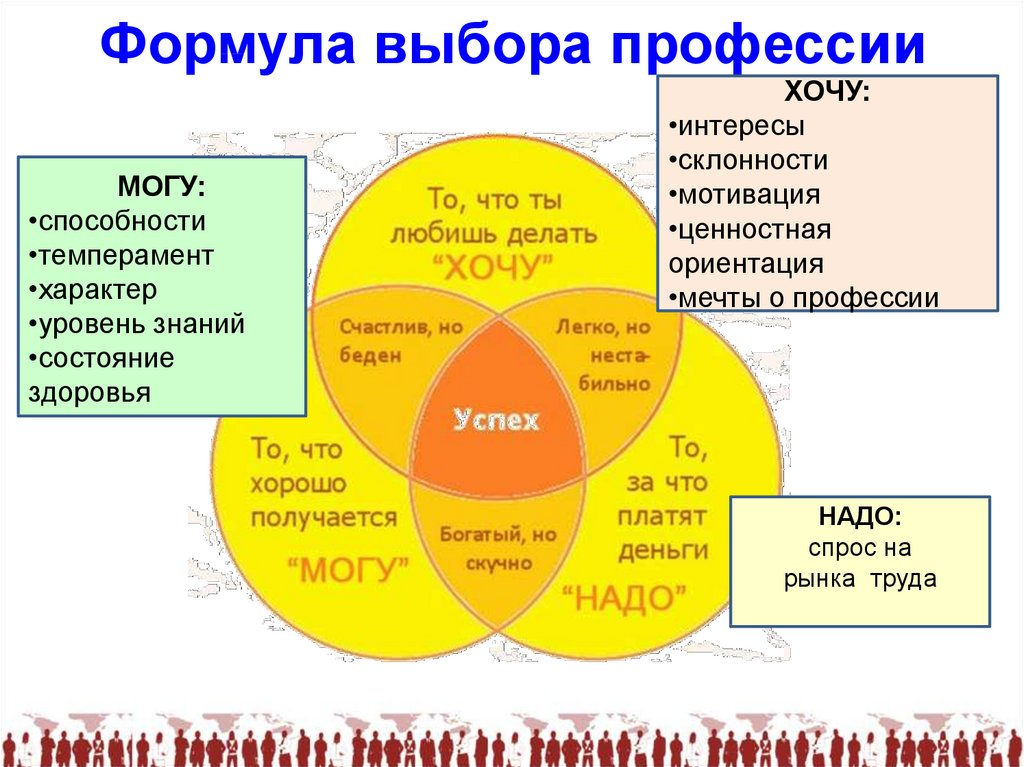 Формула выбора профессии
ХОЧУ:
•интересы
•склонности
•мотивация
•ценностная
ориентация
•мечты о профессии
МОГУ:
•способности
•темперамент
•характер
•уровень знаний
•состояние
здоровья
То, что ты
любишь делать
“ХОЧУ”
Счастлив, но
беден
Легко, но
неста-
бильно
Успех
То, что
хорошо
получается
“МОГУ”
Богатый, но
скучно
То,
за что
платят
деньги
“НАДО”
НАДО:
спрос на
рынка труда